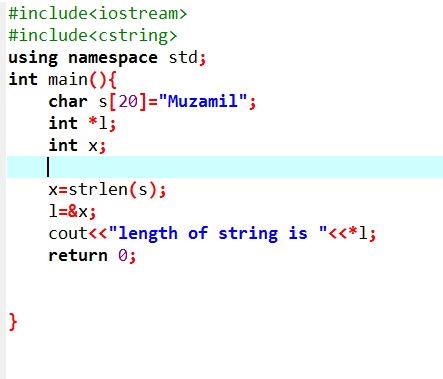 #include<iostream>
#include<cstring>
using namespace std;
int main(){
char s[20]="Muzamil";
int *l;
int x;
x=strlen(s);
l=&x;
cout<<"length of string is "<<*l;
return 0;
}